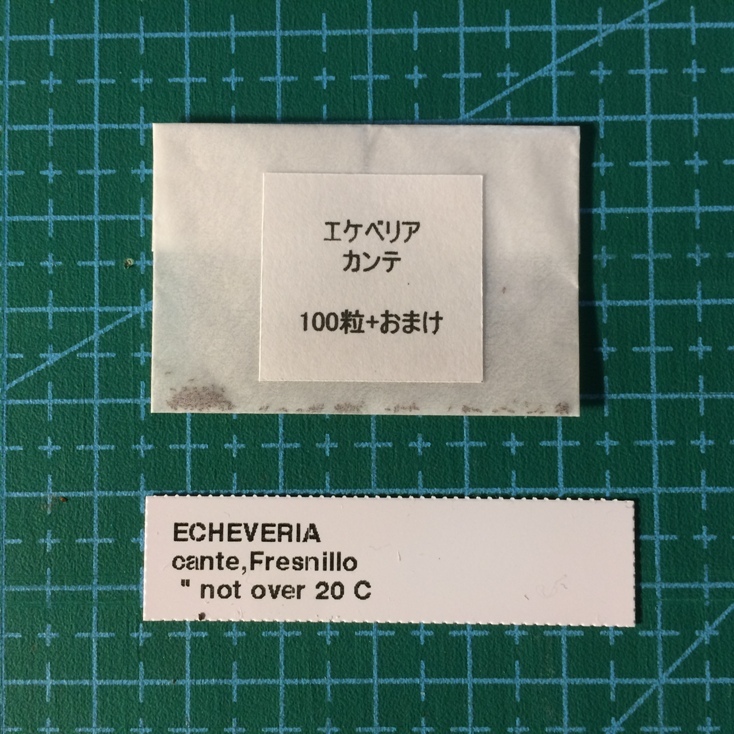 エケベリア
カンテ
100粒+おまけ
ECHEVERIA
cante,Fresnillo
" not over 20 C